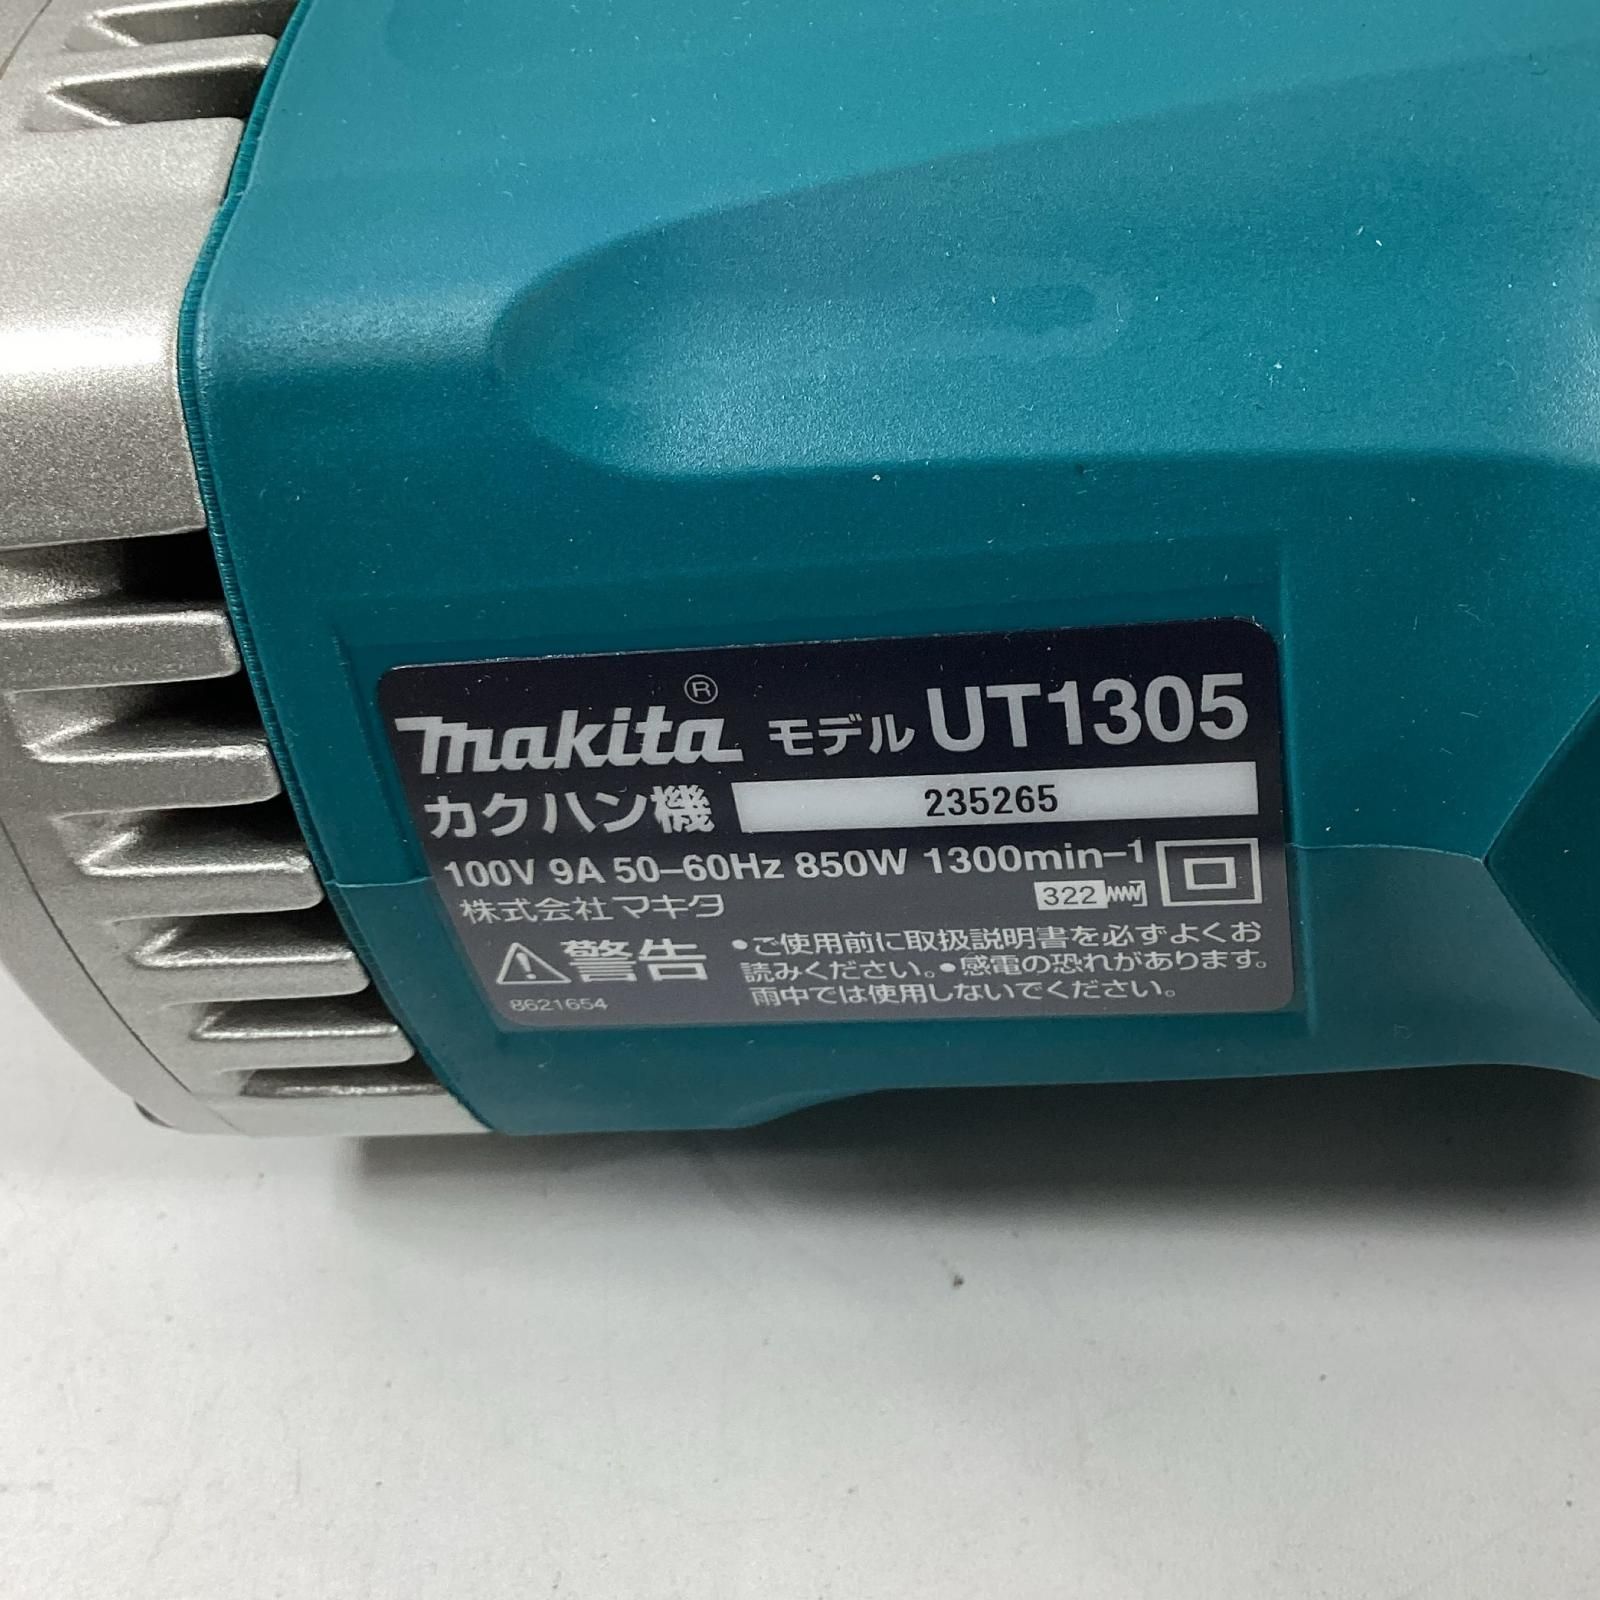 makita® モデル UT1305
カクハン機 235265
100V 9A 50-60Hz 850W 1300min-1
株式会社マキタ 322
警告 •ご使用前に取扱説明書を必ずよくお
読みください。•感電の恐れがあります。
雨中では使用しないでください。
8621654